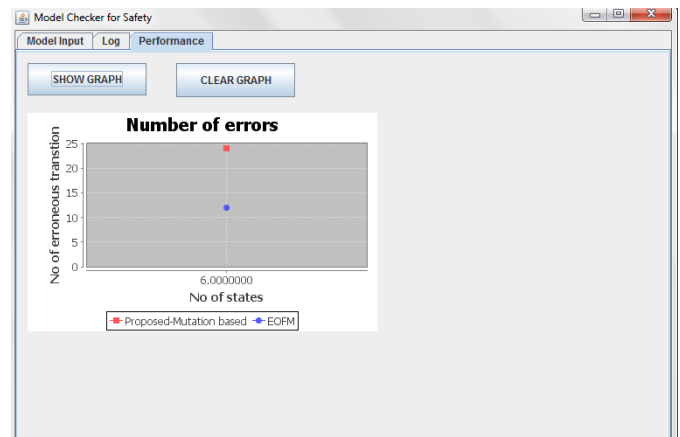 Model Checker for Safety
Model Input Log Performance
SHOW GRAPH CLEAR GRAPH
Number of errors
No of erroneous transtion
25
20
15
10
5
0
6.0000000
No of states
Proposed-Mutation based EOFM